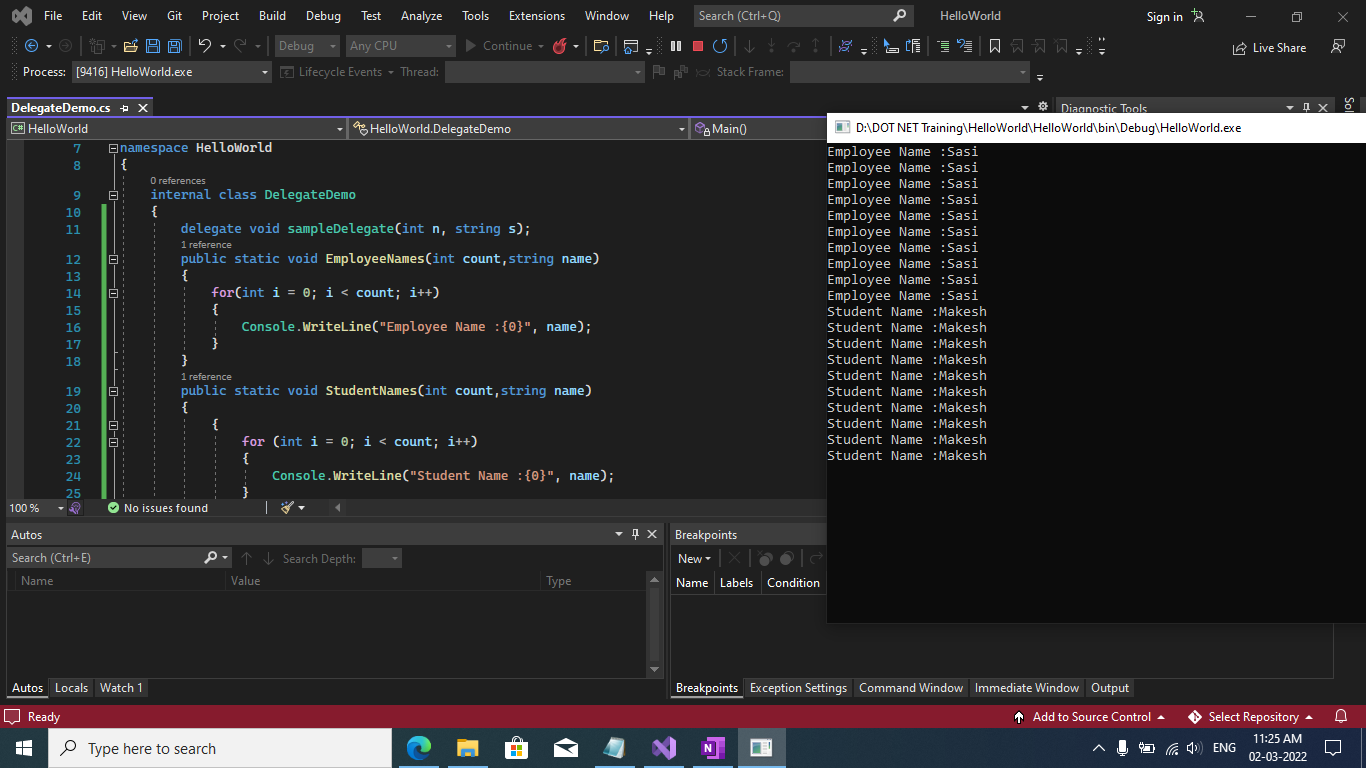 File Edit View Git Project Build Debug Test Analyze Tools Extensions Window Help Search (Ctrl+Q) HelloWorld Sign in
Debug Any CPU Continue Live Share
Process: [9416] HelloWorld.exe Lifecycle Events Thread: Stack Frame:
DelegateDemo.cs
HelloWorld HelloWorld.DelegateDemo Main()
7 namespace HelloWorld
8 {
0 references
9 internal class DelegateDemo
10 {
11 delegate void sampleDelegate(int n, string s);
1 reference
12 public static void EmployeeNames(int count,string name)
13 {
14 for(int i = 0; i < count; i++)
15 {
16 Console.WriteLine("Employee Name :{0}", name);
17 }
18 }
1 reference
19 public static void StudentNames(int count,string name)
20 {
21 {
22 for (int i = 0; i < count; i++)
23 {
24 Console.WriteLine("Student Name :{0}", name);
25 }
100 % No issues found
Diagnostic Tools
D:\DOT NET Training\HelloWorld\HelloWorld\bin\Debug\HelloWorld.exe
Employee Name :Sasi
Employee Name :Sasi
Employee Name :Sasi
Employee Name :Sasi
Employee Name :Sasi
Employee Name :Sasi
Employee Name :Sasi
Employee Name :Sasi
Employee Name :Sasi
Employee Name :Sasi
Student Name :Makesh
Student Name :Makesh
Student Name :Makesh
Student Name :Makesh
Student Name :Makesh
Student Name :Makesh
Student Name :Makesh
Student Name :Makesh
Student Name :Makesh
Student Name :Makesh
Autos
Search (Ctrl+E) Search Depth:
Name Value Type
Autos Locals Watch 1
Breakpoints
New
Name Labels Condition
Breakpoints Exception Settings Command Window Immediate Window Output
Ready Add to Source Control Select Repository
Type here to search
ENG
11:25 AM
02-03-2022